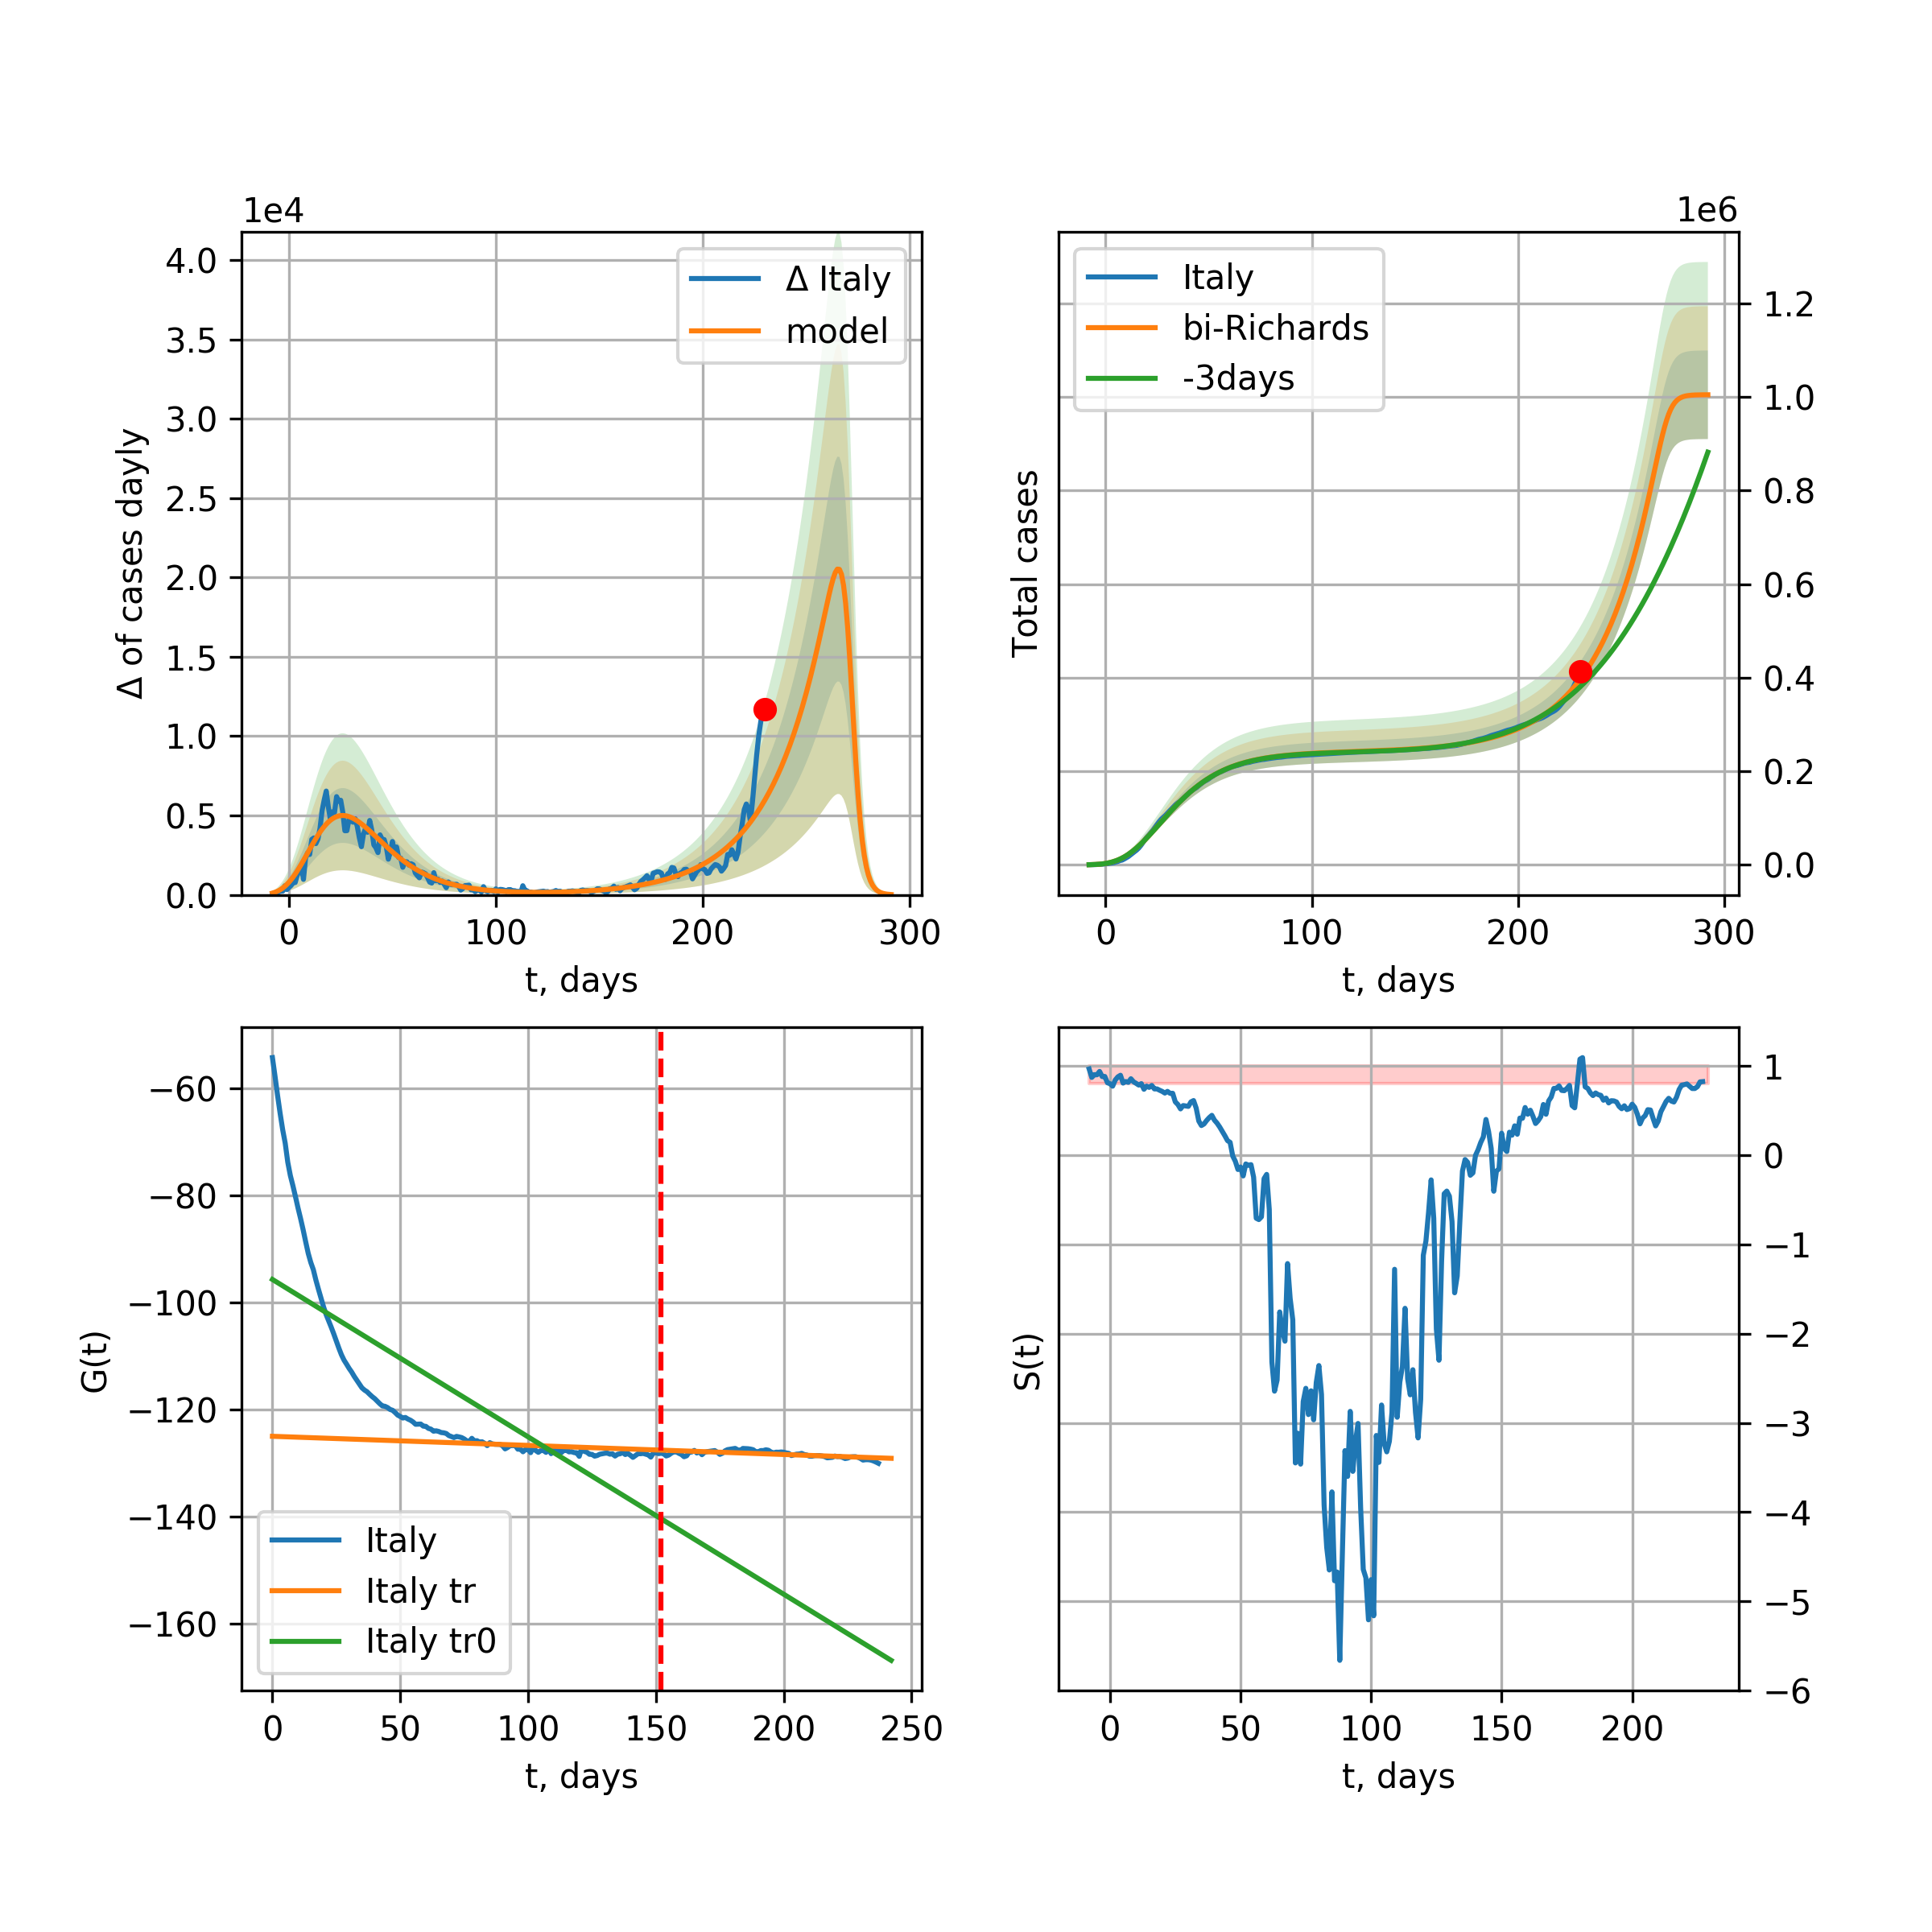 1e4
4.0
3.5
3.0
2.5
2.0
1.5
1.0
0.5
0.0
Δ of cases dayly
Δ Italy
model
0 100 200 300
t, days
1e6
Italy
bi-Richards
-3days
Total cases
1.2
1.0
0.8
0.6
0.4
0.2
0.0
0 100 200 300
t, days
−60
−80
−100
−120
−140
−160
G(t)
Italy
Italy tr
Italy tr0
0 50 100 150 200 250
t, days
S(t)
1
0
−1
−2
−3
−4
−5
−6
0 50 100 150 200
t, days